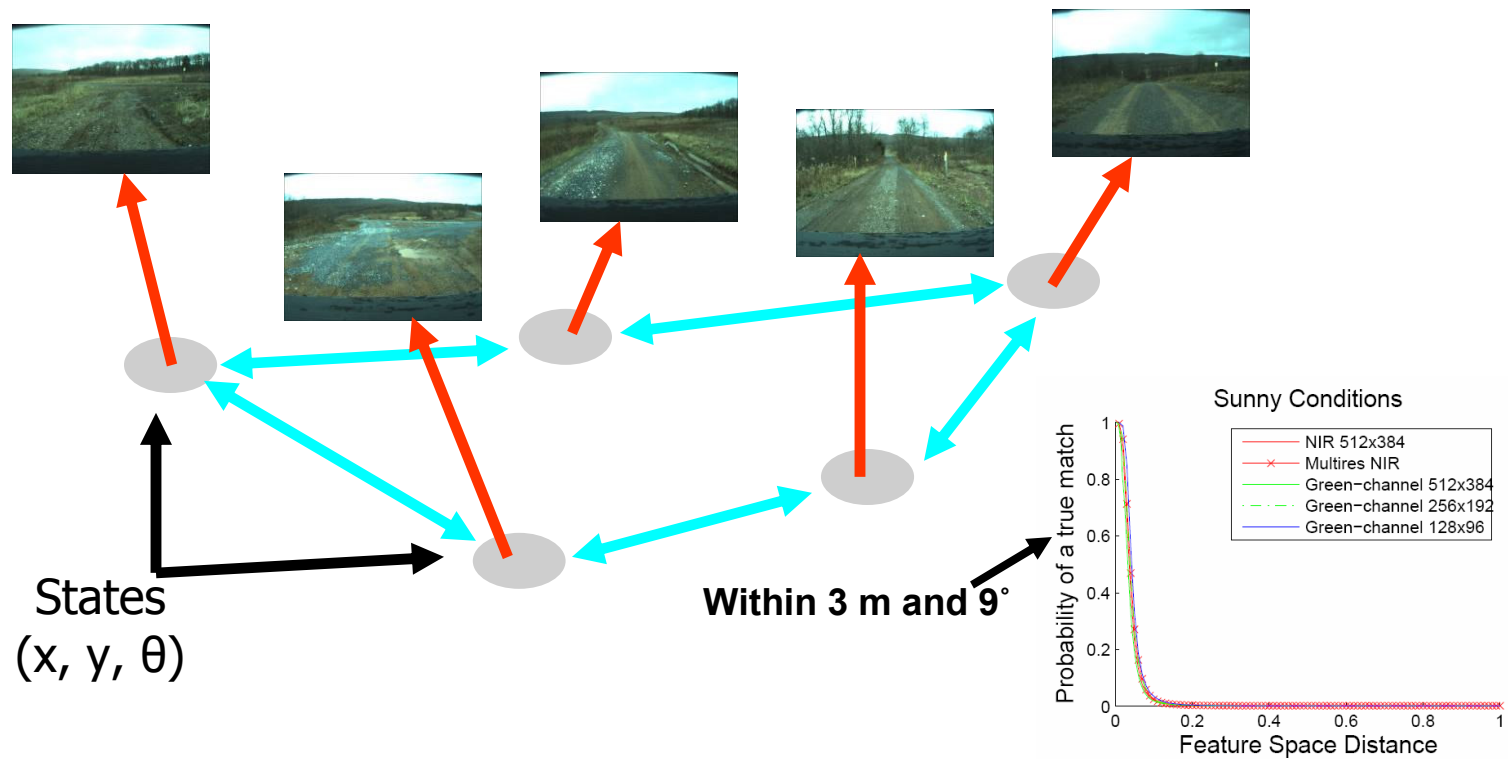 States
(x, y, θ)
Within 3 m and 9˚
Sunny Conditions
NIR 512x384
Multires NIR
Green−channel 512x384
Green−channel 256x192
Green−channel 128x96
Probability of a true match
1
0.8
0.6
0.4
0.2
0
0
0.2
0.4
0.6
0.8
1
Feature Space Distance